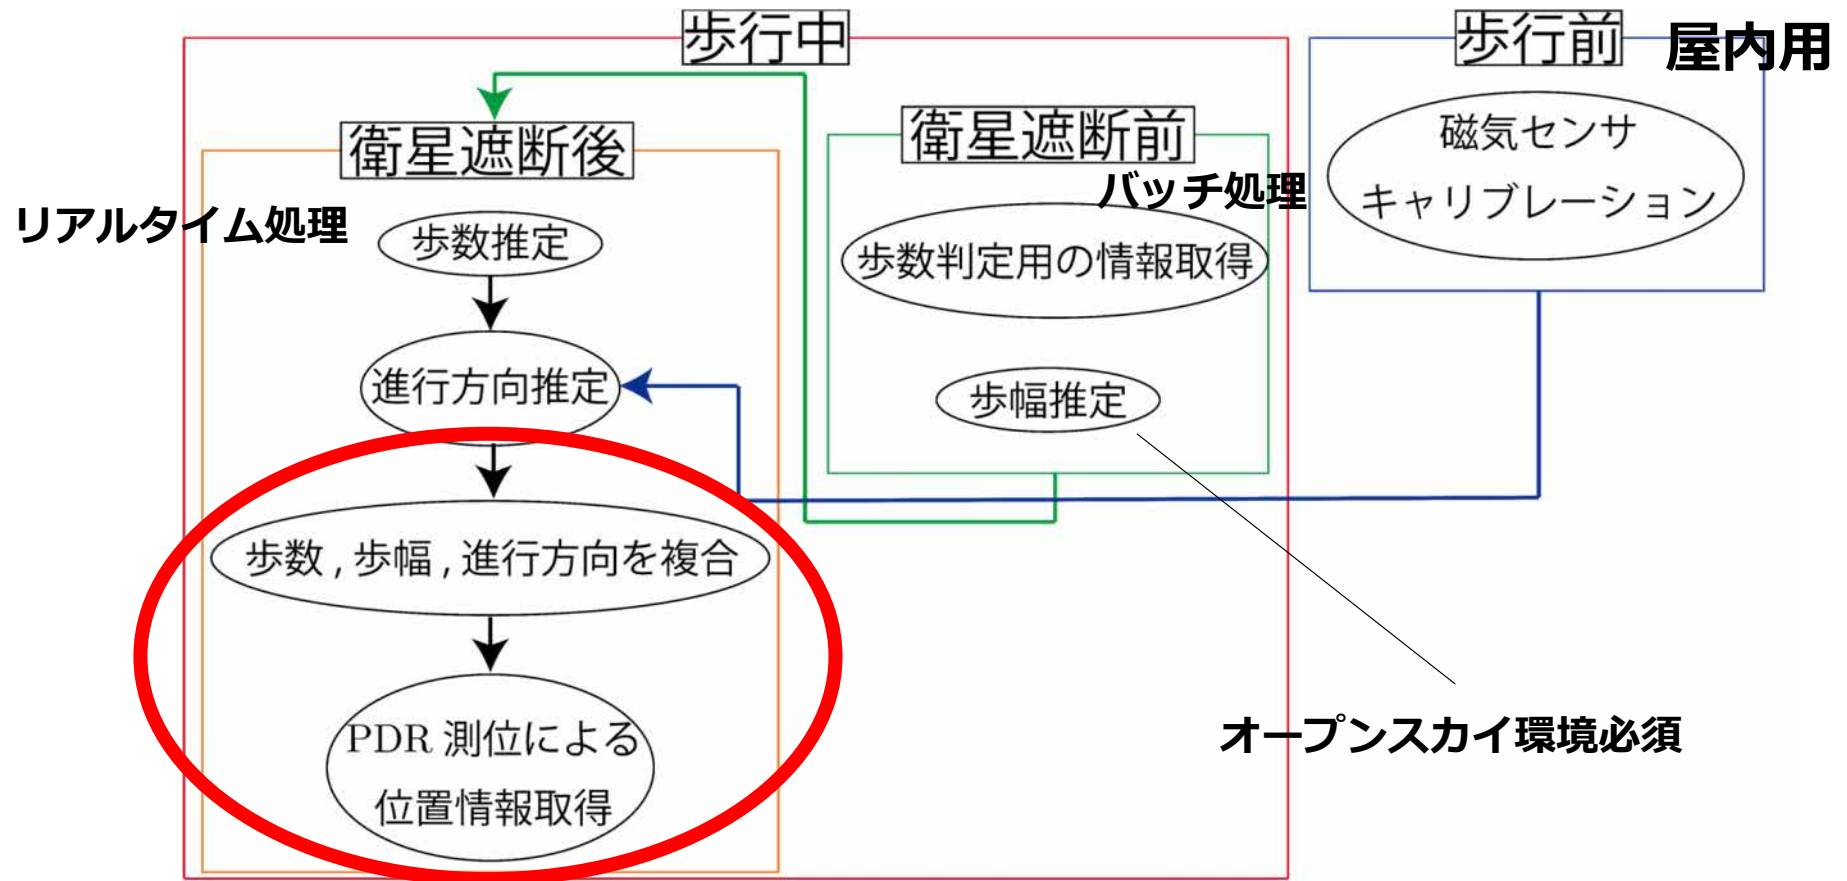 歩行中
歩行前
屋内用
衛星遮断後
衛星遮断前
バッチ処理
磁気センサ
キャリブレーション
リアルタイム処理
歩数推定
歩数判定用の情報取得
進行方向推定
歩幅推定
歩数 , 歩幅 , 進行方向を複合
PDR 測位による
位置情報取得
オープンスカイ環境必須